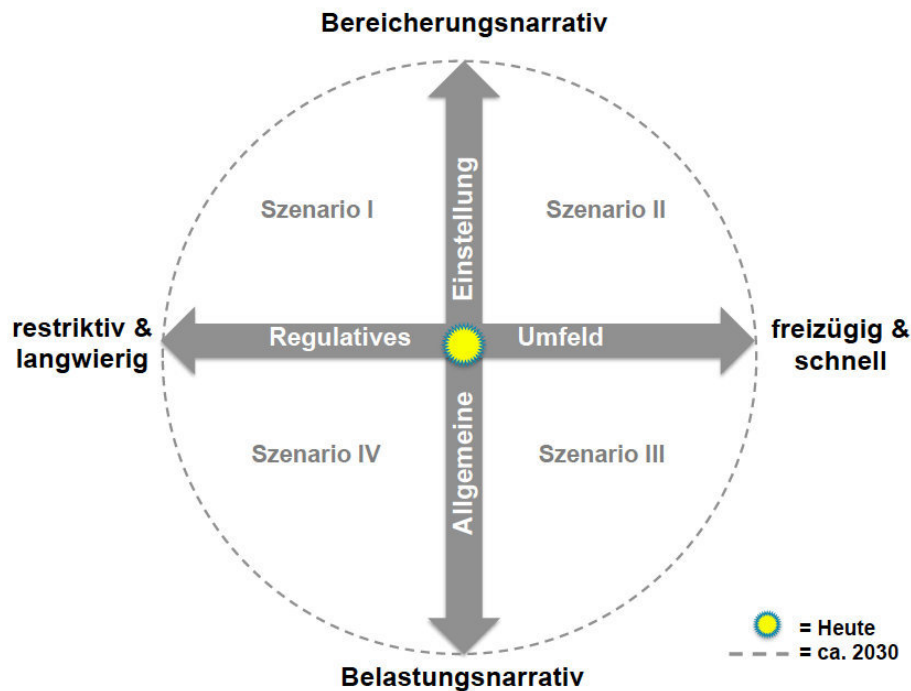 Bereicherungsnarrativ
Einstellung
Szenario I
Szenario II
restriktiv &
langwierig
Regulatives
Umfeld
freizügig &
schnell
Allgemeine
Szenario IV
Szenario III
= Heute
= ca. 2030
Belastungsnarrativ